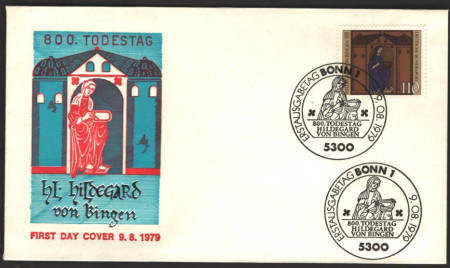 800. TODESTAG
hl: hildegard
von Bingen
FIRST DAY COVER 9. 8. 1979
110
ERSTAUSGABETAG BONN 1 9.08.1979
800.TODESTAG
HILDEGARD
VON BINGEN
5300
ERSTAUSGABETAG BONN 1 9.08.1979
800.TODESTAG
HILDEGARD
VON BINGEN
5300